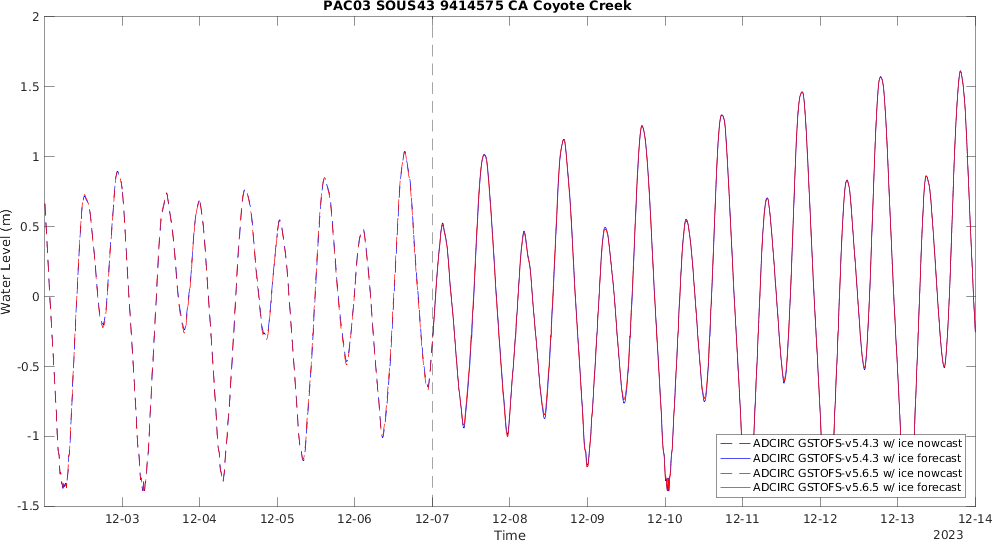 PAC03 SOUS43 9414575 CA Coyote Creek
2
1.5
1
0.5
0
-0.5
-1
-1.5
Water Level (m)
12-03 12-04 12-05 12-06 12-07 12-08 12-09 12-10 12-11 12-12 12-13 12-14
Time
2023
ADCIRC GSTOFS-v5.4.3 w/ ice nowcast
ADCIRC GSTOFS-v5.4.3 w/ ice forecast
ADCIRC GSTOFS-v5.6.5 w/ ice nowcast
ADCIRC GSTOFS-v5.6.5 w/ ice forecast